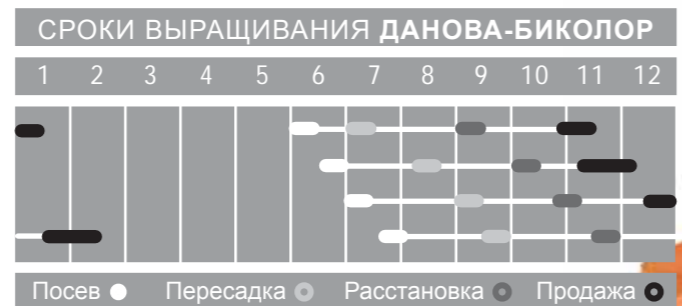 СРОКИ ВЫРАЩИВАНИЯ ДАНОВА-БИКОЛОР
1 2 3 4 5 6 7 8 9 10 11 12
Посев Пересадка Расстановка Продажа